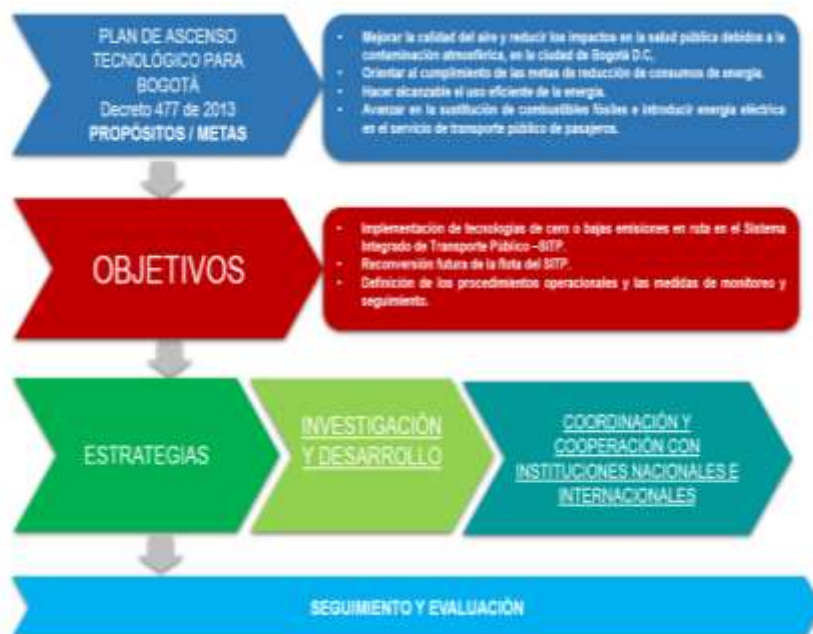 PLAN DE ASCENSO
TECNOLÓGICO PARA
BOGOTÁ
Decreto 477 de 2013
PROPÓSITOS / METAS
• Mejorar la calidad del aire y reducir los impactos en la salud pública debidos a la
contaminación atmosférica, en la ciudad de Bogotá D.C.
• Orientar al cumplimiento de las metas de reducción de consumos de energía.
• Hacer alcanzable el uso eficiente de la energía.
• Avanzar en la sustitución de combustibles fósiles e introducir energía eléctrica
en el servicio de transporte público de pasajeros.
OBJETIVOS
• Implementación de tecnologías de cero o bajas emisiones en ruta en el Sistema
Integrado de Transporte Público –SITP.
• Reconversión futura de la flota del SITP.
• Definición de los procedimientos operacionales y las medidas de monitoreo y
seguimiento.
ESTRATEGIAS
INVESTIGACIÓN
Y DESARROLLO
COORDINACIÓN Y
COOPERACIÓN CON
INSTITUCIONES NACIONALES E
INTERNACIONALES
SEGUIMIENTO Y EVALUACIÓN